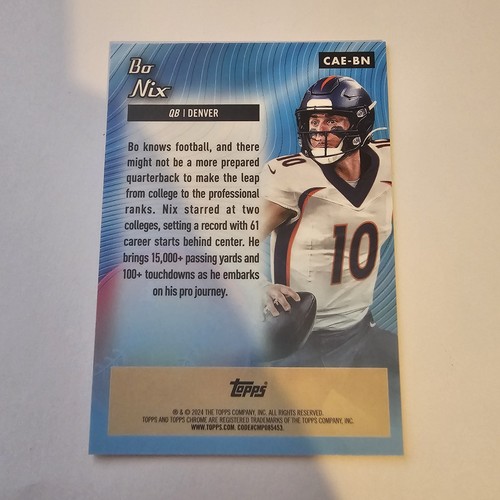 Bo
Nix
CAE-BN
QB | DENVER
Bo knows football, and there
might not be a more prepared
quarterback to make the leap
from college to the professional
ranks. Nix starred at two
colleges, setting a record with 61
career starts behind center. He
brings 15,000+ passing yards and
100+ touchdowns as he embarks
on his pro journey.
10
10
Topps
® & © 2024 THE TOPPS COMPANY, INC. ALL RIGHTS RESERVED.
TOPPS AND TOPPS CHROME ARE REGISTERED TRADEMARKS OF THE TOPPS COMPANY, INC.
WWW.TOPPS.COM. CODE#CMP085453.